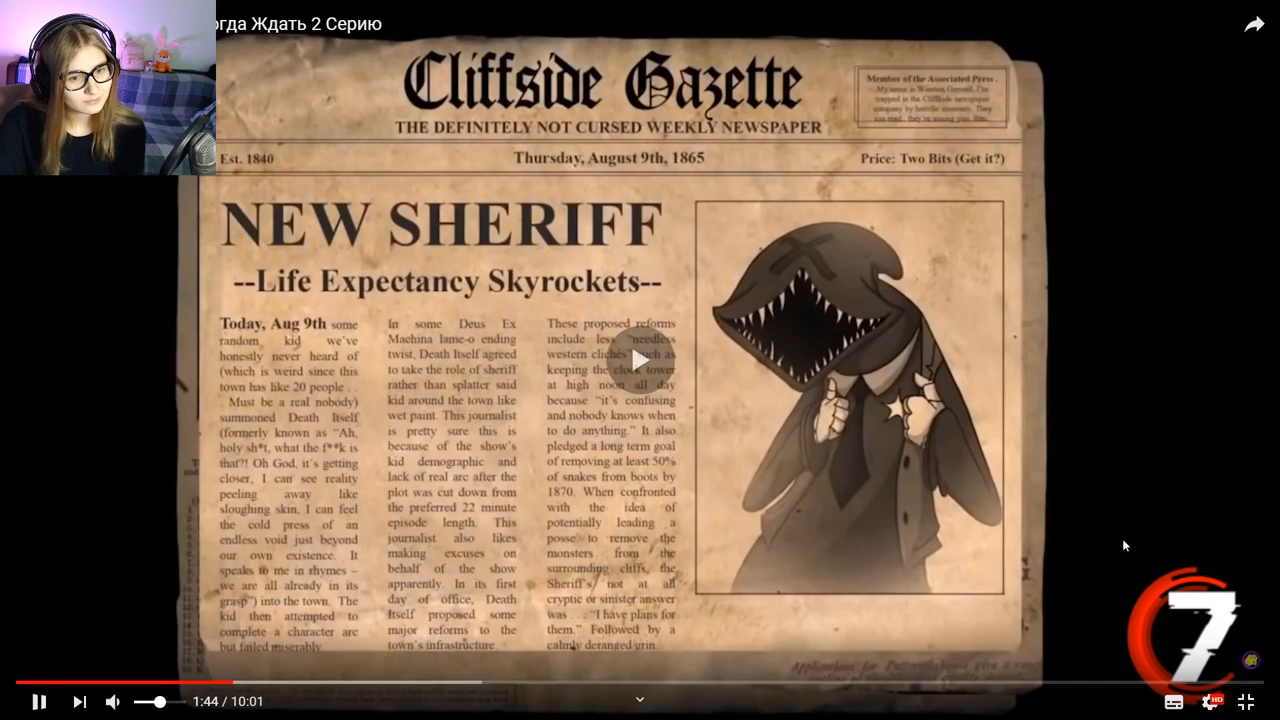 огда Ждать 2 Серию
Cliffside Gazette
THE DEFINITELY NOT CURSED WEEKLY NEWSPAPER
Member of the Associated Press .
My name is Winston Garrett, I'm
trapped in the Cliffside newspaper
company by horrific monsters. They
can read, they're among you. Run.
Est. 1840
Thursday, August 9th, 1865
Price: Two Bits (Get it?)
NEW SHERIFF
--Life Expectancy Skyrockets--
Today, Aug 9th some
random kid we've
honestly never heard of
(which is weird since this
town has like 20 people . .
. Must be a real nobody)
summoned Death Itself
(formerly known as "Ah,
holy sh*t, what the f**k is
that?! Oh God, it's getting
closer, I can see reality
peeling away like
sloughing skin, I can feel
the cold press of an
endless void just beyond
our own existence. It
speaks to me in rhymes –
we are all already in its
grasp") into the town. The
kid then attempted to
complete a character arc
but failed miserably.
In some Deus Ex
Machina lame-o ending
twist, Death Itself agreed
to take the role of sheriff
rather than splatter said
kid around the town like
wet paint. This journalist
is pretty sure this is
because of the show's
kid demographic and
lack of real arc after the
plot was cut down from
the preferred 22 minute
episode length. This
journalist also likes
making excuses on
behalf of the show
apparently. In its first
day of office, Death
Itself proposed some
major reforms to the
town's infrastructure.
These proposed reforms
include less "needless
western clichés" such as
keeping the clock tower
at high noon all day
because "it's confusing
and nobody knows when
to do anything." It also
pledged a long term goal
of removing at least 50%
of snakes from boots by
1870. When confronted
with the idea of
potentially leading a
posse to remove the
monsters from the
surrounding cliffs, the
Sheriff's not at all
cryptic or sinister answer
was . . . "I have plans for
them." Followed by a
calmly deranged grin.
Applications for
7
1:44 / 10:01
HD